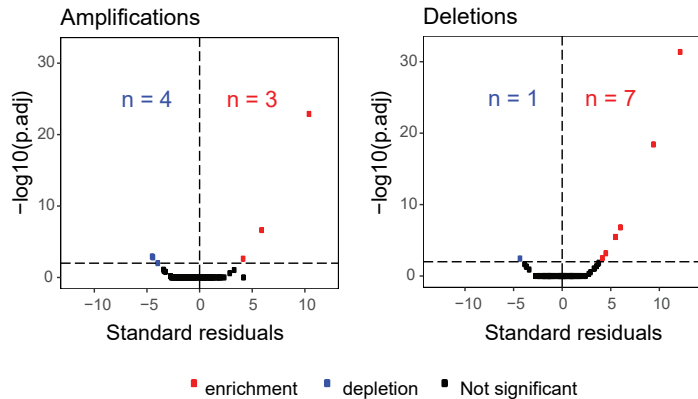 Amplifications
n = 4
n = 3
−log10(p.adj)
30
20
10
0
−10
−5
0
5
10
Standard residuals
Deletions
n = 1
n = 7
−log10(p.adj)
30
20
10
0
−10
−5
0
5
10
Standard residuals
enrichment
depletion
Not significant